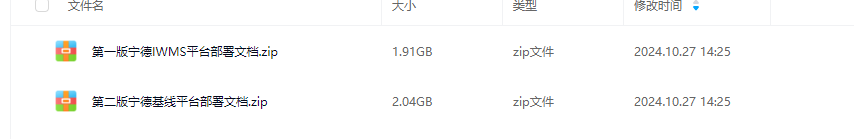 文件名 大小 类型 修改时间
第一版宁德IWMS平台部署文档.zip 1.91GB zip文件 2024.10.27 14:25
第二版宁德基线平台部署文档.zip 2.04GB zip文件 2024.10.27 14:25